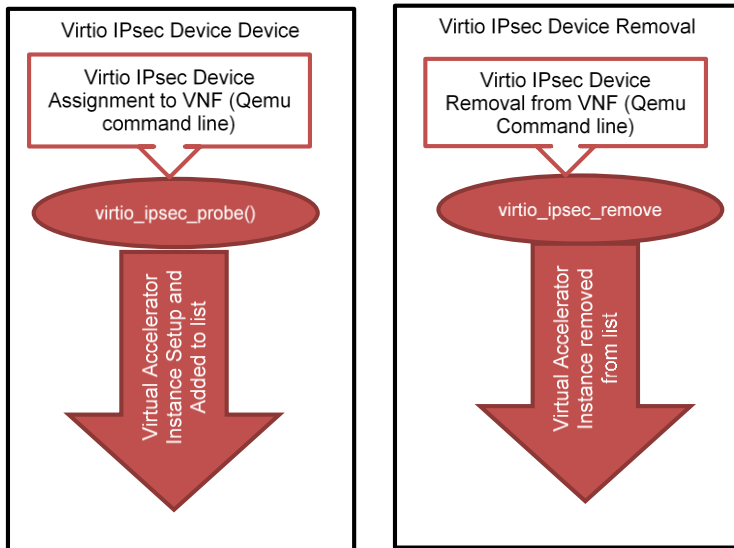 Virtio IPsec Device Device
Virtio IPsec Device
Assignment to VNF (Qemu
command line)
virtio_ipsec_probe()
Virtual Accelerator
Instance Setup and
Added to list
Virtio IPsec Device Removal
Virtio IPsec Device
Removal from VNF (Qemu
Command line)
virtio_ipsec_remove
Virtual Accelerator
Instance removed
from list